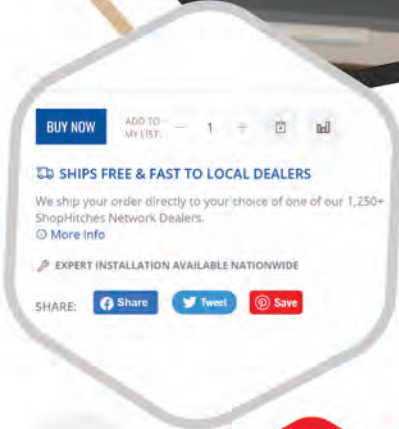 BUY NOW
ADD TO
MY LIST:
− 1 +
SHIPS FREE & FAST TO LOCAL DEALERS
We ship your order directly to your choice of one of our 1,250+
ShopHitches Network Dealers.
More Info
EXPERT INSTALLATION AVAILABLE NATIONWIDE
SHARE: Share Tweet Save